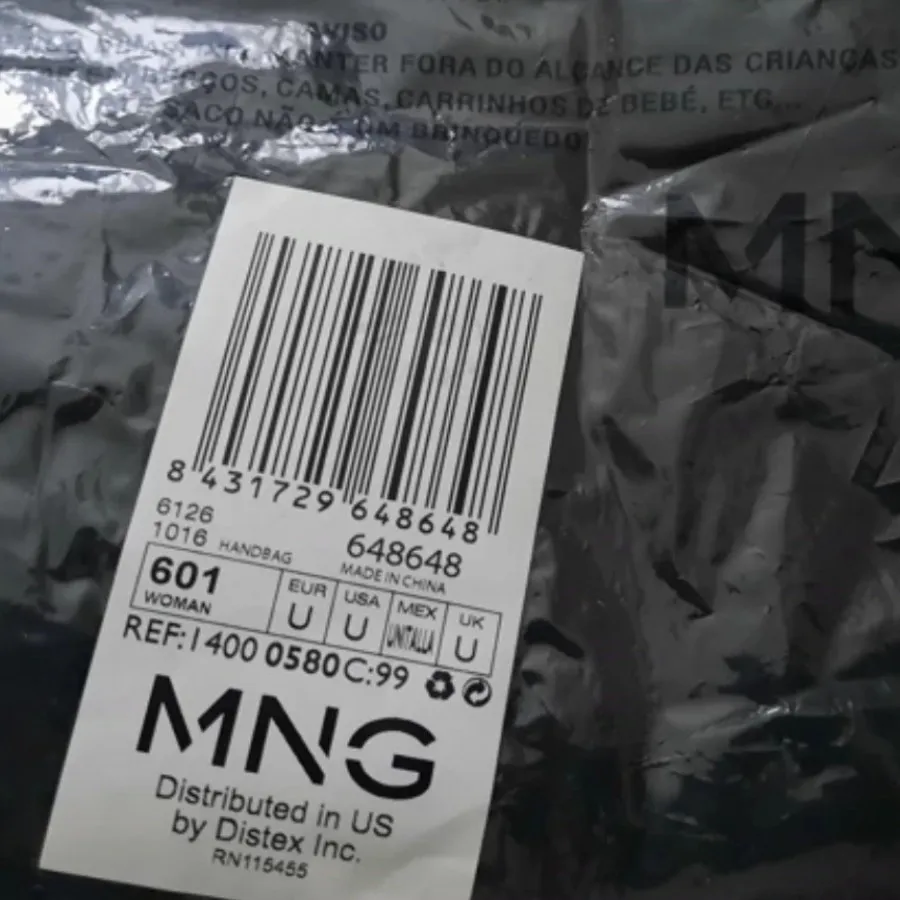 AVISO
MANTER FORA DO ALCANCE DAS CRIANÇAS
CAMAS, CARRINHOS DE BEBÉ, ETC...
SACO NÃO É UM BRINQUEDO
MN
8 431729 648648
6126
1016 HANDBAG 648648
MADE IN CHINA
601 EUR USA MEX UK
WOMAN U U UNITALLA U
REF: 1400 0580 C:99
MNG
Distributed in US
by Distex Inc.
RN115455